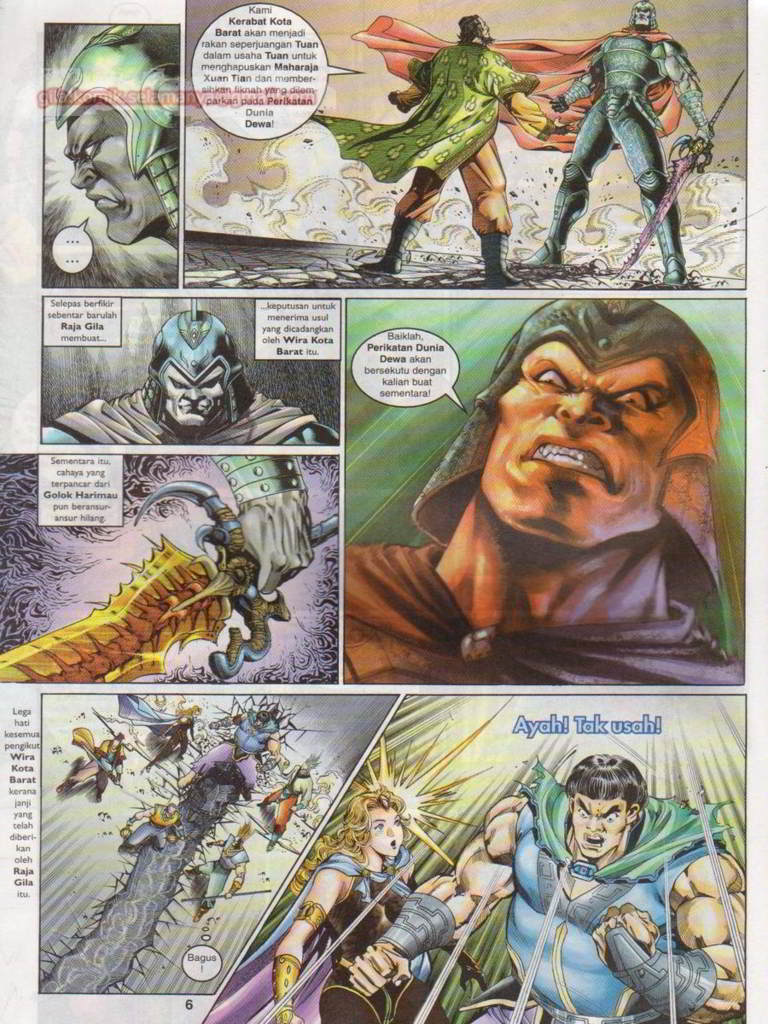 Kami
Kerabat Kota
Barat akan menjadi
rakan seperjuangan Tuan
dalam usaha Tuan untuk
menghapuskan Maharaja
Xuan Tian dan member-
sihkan fitnah yang dilem-
parkan pada Perikatan
Dunia
Dewa!
...
...
Selepas berfikir
sebentar barulah
Raja Gila
membuat...
...keputusan untuk
menerima usul
yang dicadangkan
oleh Wira Kota
Barat itu.
Baiklah,
Perikatan Dunia
Dewa akan
bersekutu dengan
kalian buat
sementara!
Sementara itu,
cahaya yang
terpancar dari
Golok Harimau
pun beransur-
ansur hilang.
Lega
hati
kesemua
pengikut
Wira
Kota
Barat
kerana
janji
yang
telah
diberi-
kan
oleh
Raja
Gila
itu.
Bagus
!
Ayah! Tak usah!
6